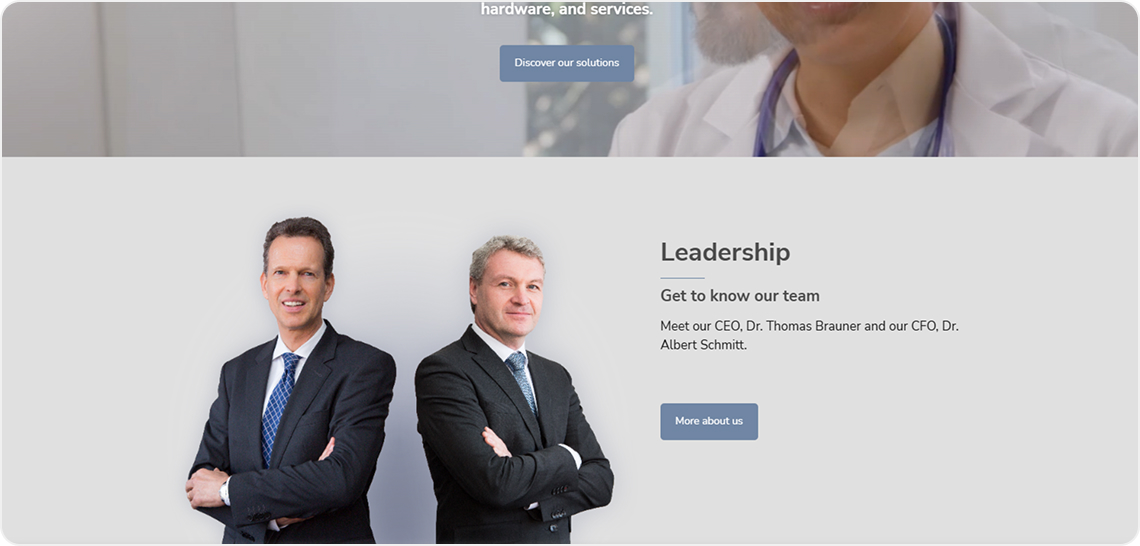 hardware, and services.
Discover our solutions
Leadership
Get to know our team
Meet our CEO, Dr. Thomas Brauner and our CFO, Dr.
Albert Schmitt.
More about us